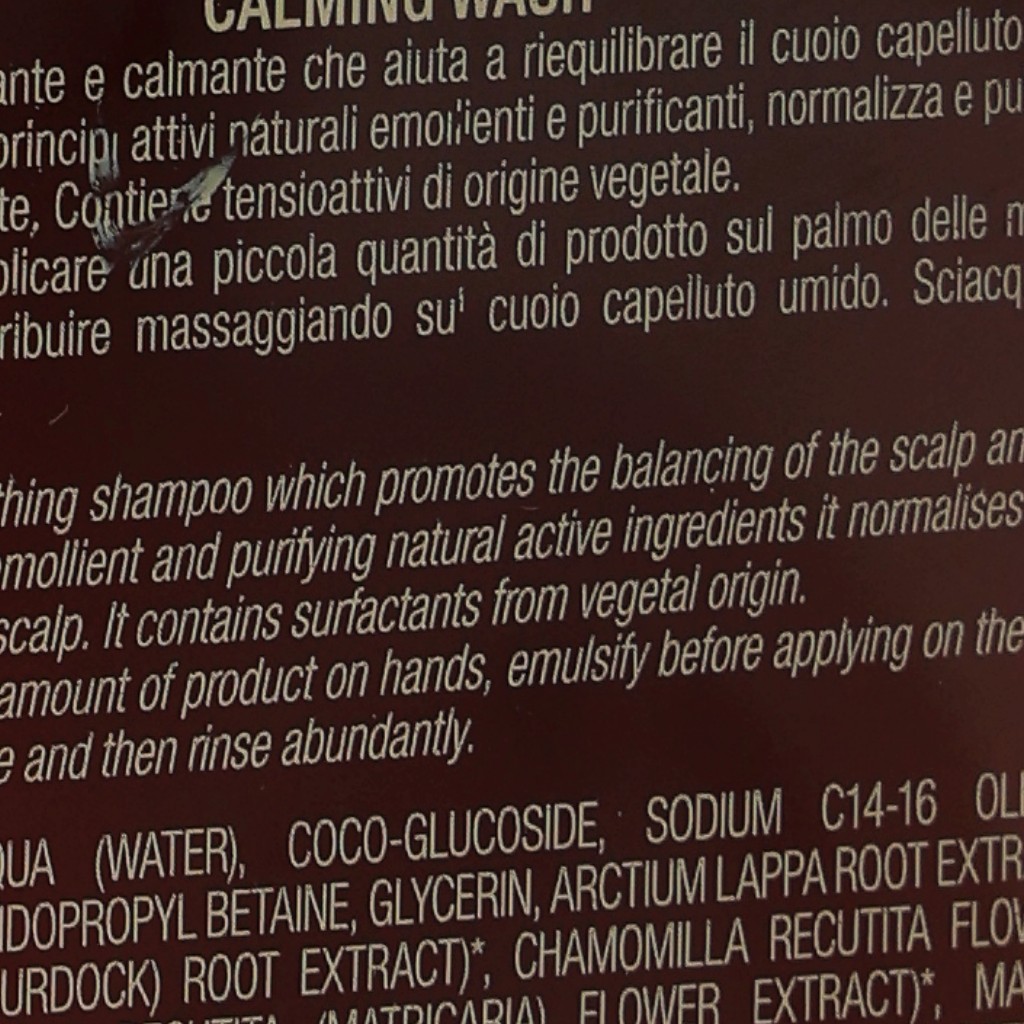 CALMING WASH
ante e calmante che aiuta a riequilibrare il cuoio capelluto
principi attivi naturali emollienti e purificanti, normalizza e pu
te, Contiene tensioattivi di origine vegetale.
plicare una piccola quantità di prodotto sul palmo delle m
ribuire massaggiando sul cuoio capelluto umido. Sciacq
thing shampoo which promotes the balancing of the scalp an
emollient and purifying natural active ingredients it normalises
scalp. It contains surfactants from vegetal origin.
amount of product on hands, emulsify before applying on the
e and then rinse abundantly.
QUA (WATER), COCO-GLUCOSIDE, SODIUM C14-16 OLE
IDOPROPYL BETAINE, GLYCERIN, ARCTIUM LAPPA ROOT EXTR
URDOCK) ROOT EXTRACT)*, CHAMOMILLA RECUTITA FLOW
CUTITA (MATRICARIA) FLOWER EXTRACT)*, MA